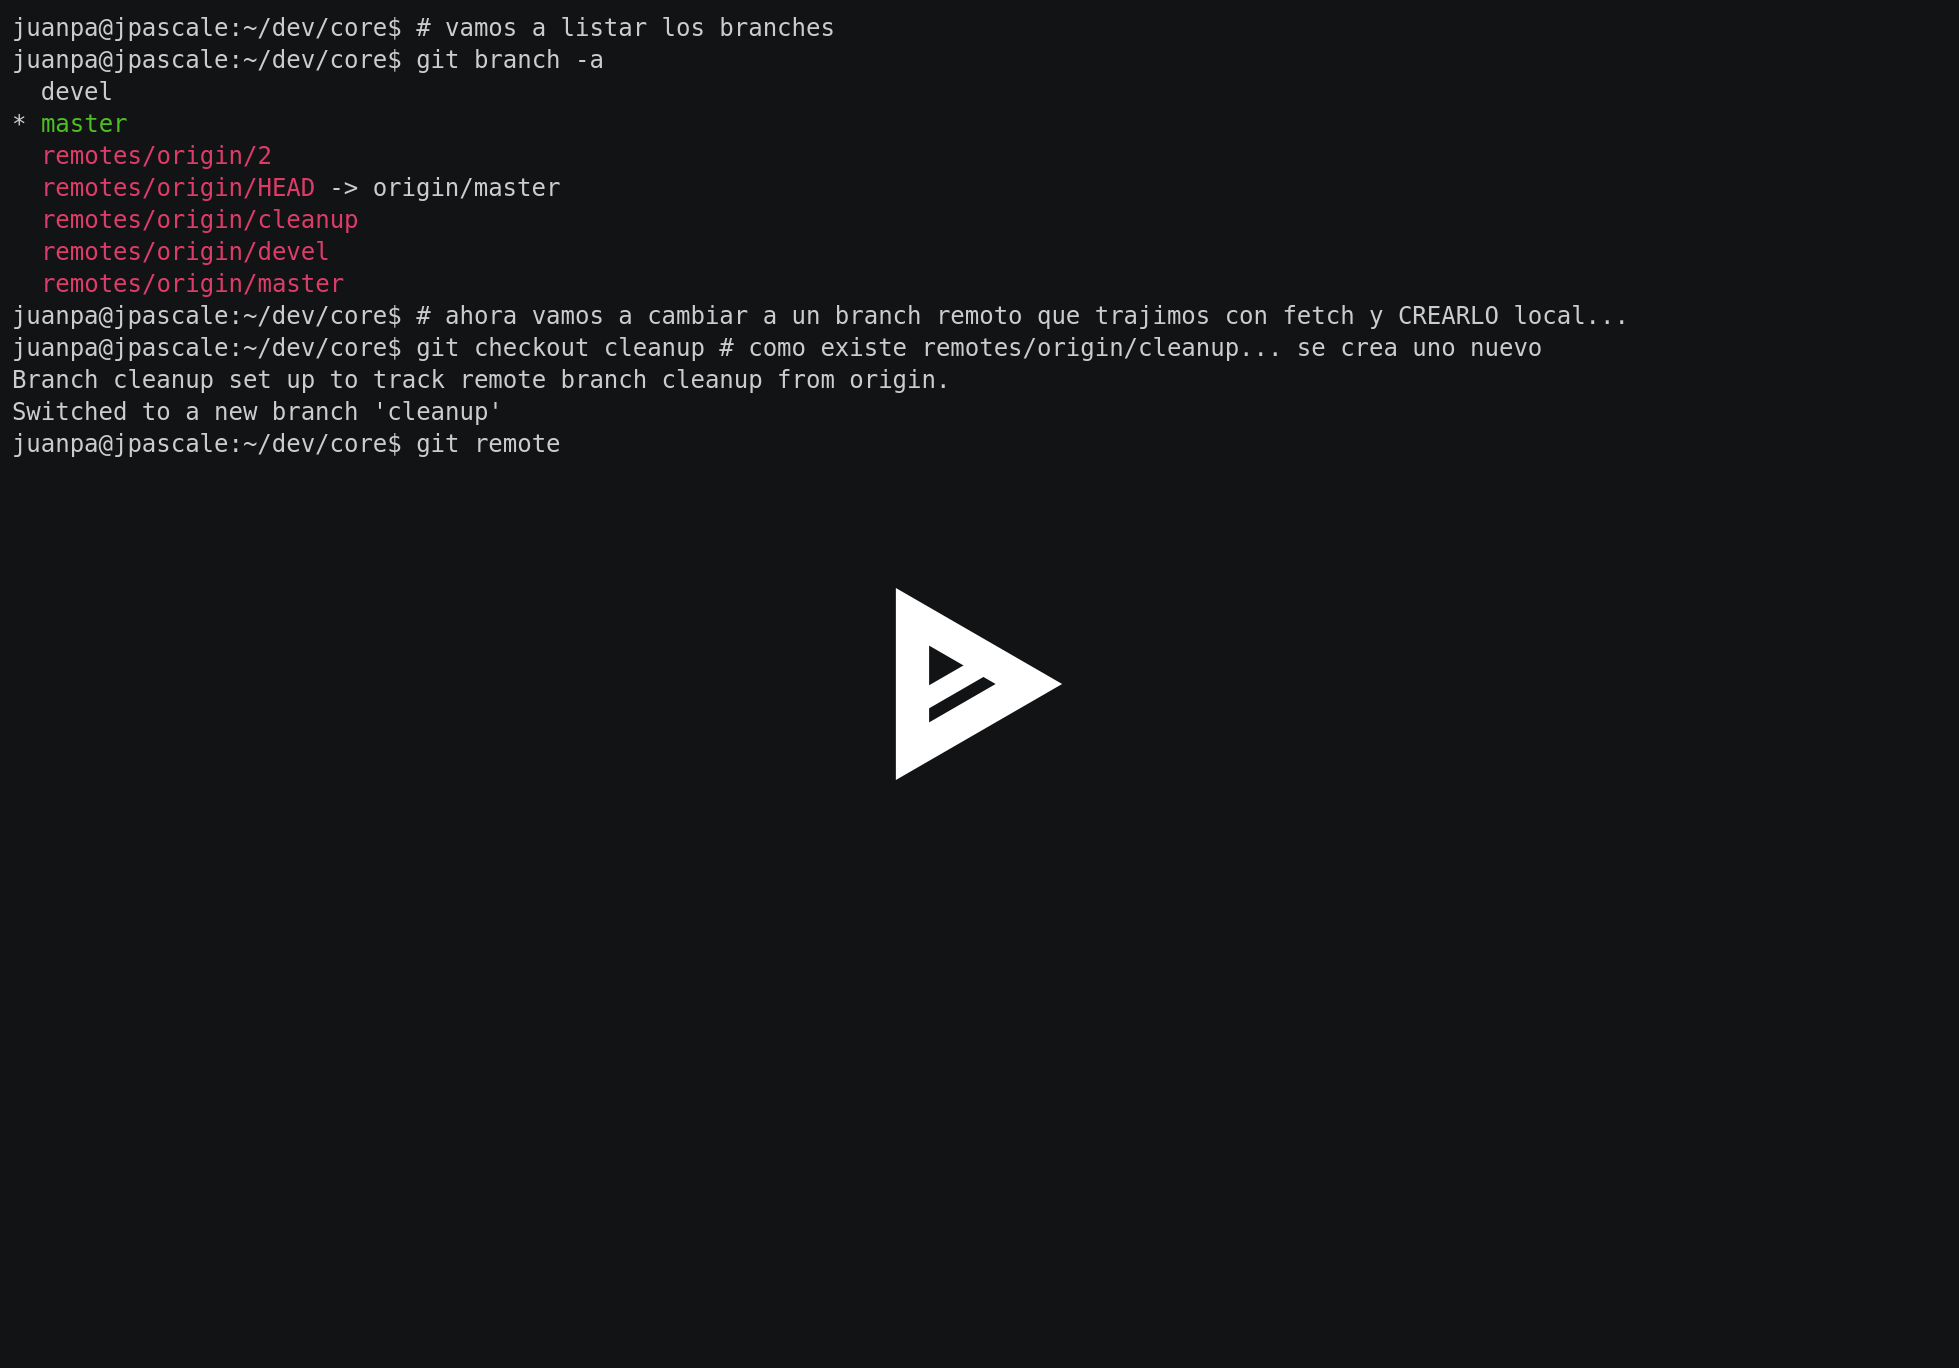 juanpa@jpascale:~/dev/core$ # vamos a listar los branches
juanpa@jpascale:~/dev/core$ git branch -a
  devel
* master
  remotes/origin/2
  remotes/origin/HEAD -> origin/master
  remotes/origin/cleanup
  remotes/origin/devel
  remotes/origin/master
juanpa@jpascale:~/dev/core$ # ahora vamos a cambiar a un branch remoto que trajimos con fetch y CREARLO local...
juanpa@jpascale:~/dev/core$ git checkout cleanup # como existe remotes/origin/cleanup... se crea uno nuevo
Branch cleanup set up to track remote branch cleanup from origin.
Switched to a new branch 'cleanup'
juanpa@jpascale:~/dev/core$ git remote